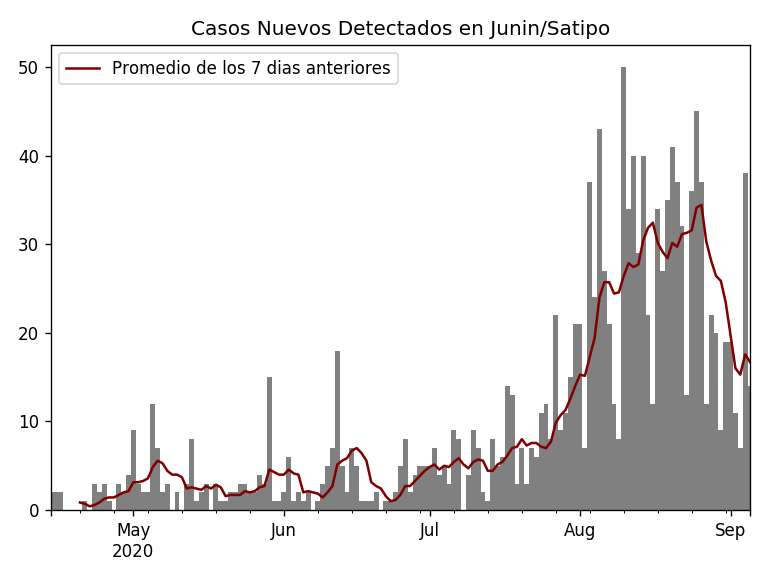 Casos Nuevos Detectados en Junin/Satipo
Promedio de los 7 dias anteriores
50
40
30
20
10
0
May Jun Jul Aug Sep
2020